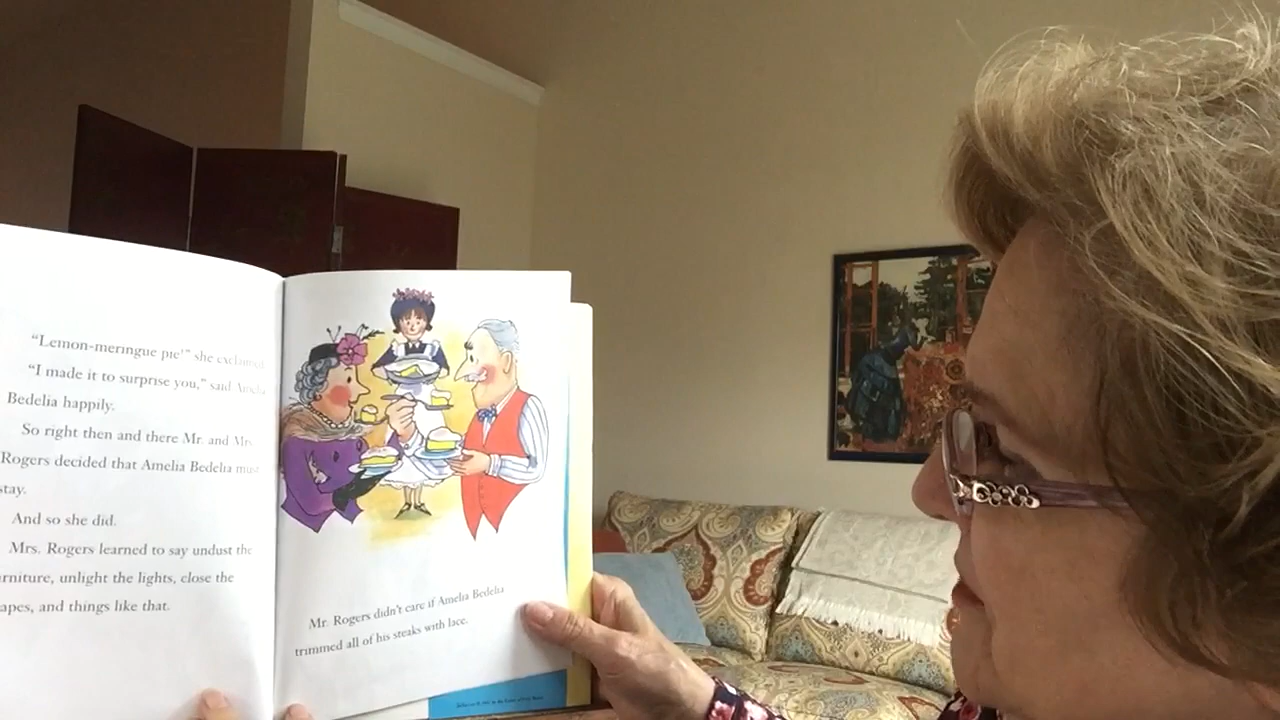 “Lemon-meringue pie!” she exclaimed.
“I made it to surprise you,” said Amelia
Bedelia happily.
So right then and there Mr. and Mrs.
Rogers decided that Amelia Bedelia must
stay.
And so she did.
Mrs. Rogers learned to say undust the
furniture, unlight the lights, close the
drapes, and things like that.
Mr. Rogers didn’t care if Amelia Bedelia
trimmed all of his steaks with lace.